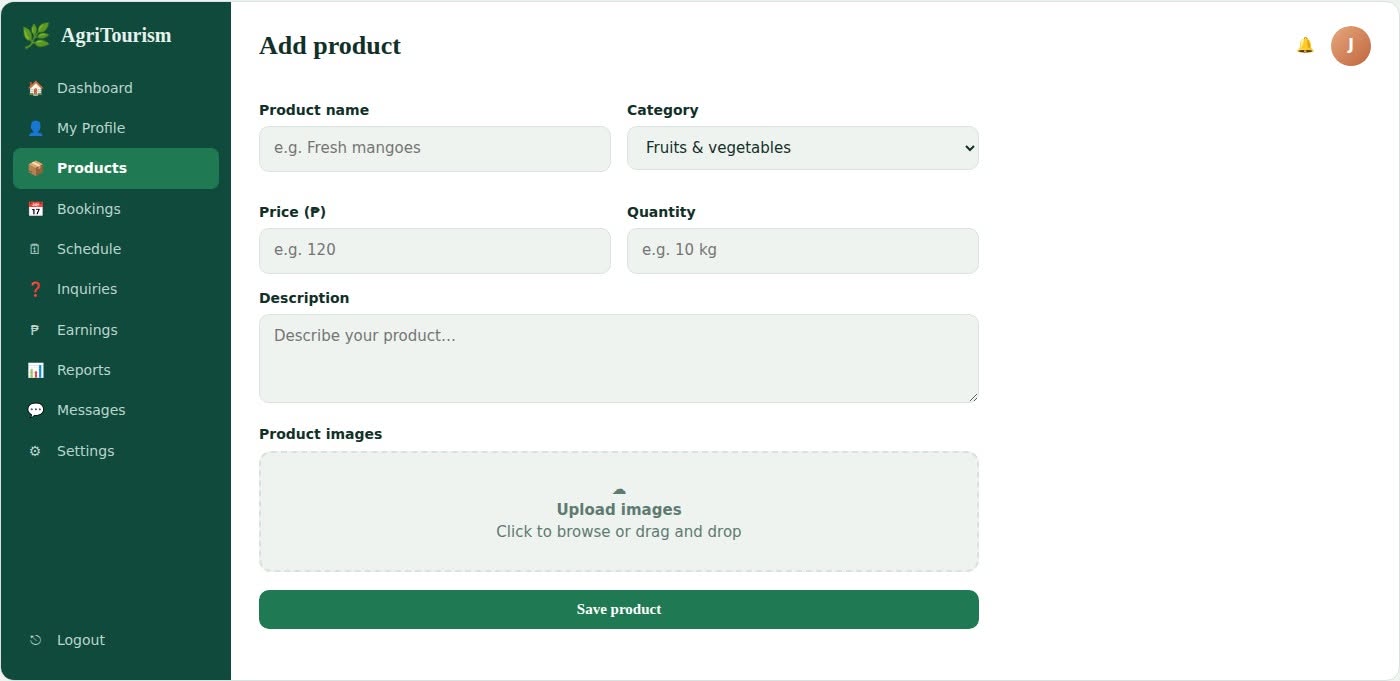 AgriTourism
Dashboard
My Profile
Products
Bookings
Schedule
Inquiries
₱ Earnings
Reports
Messages
Settings
Logout
Add product
J
Product name
Category
e.g. Fresh mangoes
Fruits & vegetables
Price (₱)
Quantity
e.g. 120
e.g. 10 kg
Description
Describe your product...
Product images
Upload images
Click to browse or drag and drop
Save product